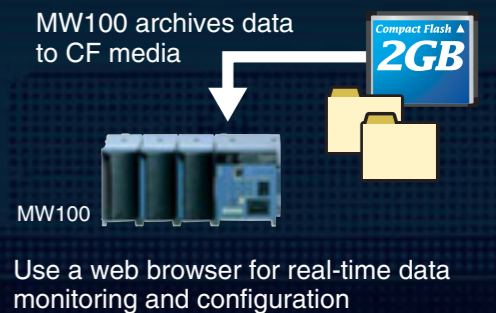 MW100 archives data
to CF media
Compact Flash ▲
2GB
MW100
Use a web browser for real-time data
monitoring and configuration